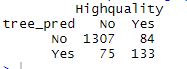 Highquality
tree_pred No Yes
No 1307 84
Yes 75 133
>